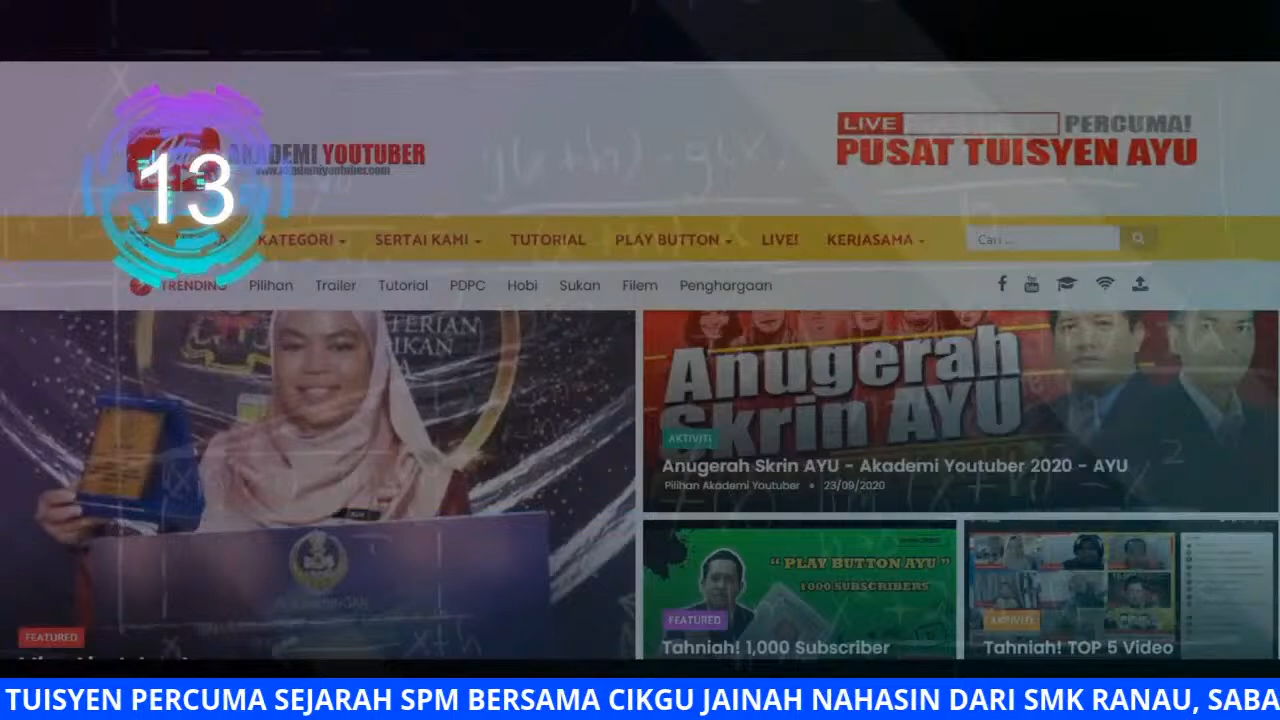 13
AKADEMI YOUTUBER
www.akademiyoutuber.com
LIVE PERCUMA!
PUSAT TUISYEN AYU
KATEGORI SERTAI KAMI TUTORIAL PLAY BUTTON LIVE! KERJASAMA Cari ...
TRENDING Pilihan Trailer Tutorial PDPC Hobi Sukan Filem Penghargaan
Anugerah
Skrin AYU
AKTIVITI
Anugerah Skrin AYU - Akademi Youtuber 2020 - AYU
Pilihan Akademi Youtuber 23/09/2020
"PLAY BUTTON AYU"
1000 SUBSCRIBERS
FEATURED
Tahniah! 1,000 Subscriber
AKTIVITI
Tahniah! TOP 5 Video
FEATURED
TUISYEN PERCUMA SEJARAH SPM BERSAMA CIKGU JAINAH NAHASIN DARI SMK RANAU, SABA